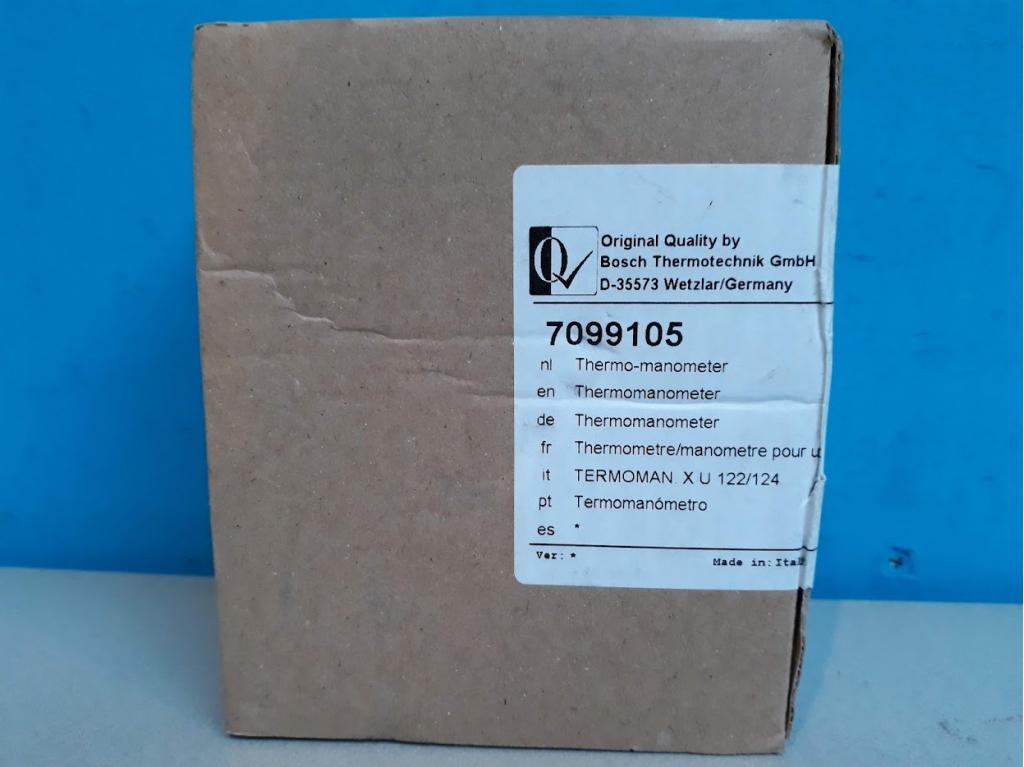 Q
Original Quality by
Bosch Thermotechnik GmbH
D-35573 Wetzlar/Germany
7099105
nl Thermo-manometer
en Thermomanometer
de Thermomanometer
fr Thermometre/manometre pour
it TERMOMAN. X U 122/124
pt Termomanómetro
es *
Ver: *
Made in: